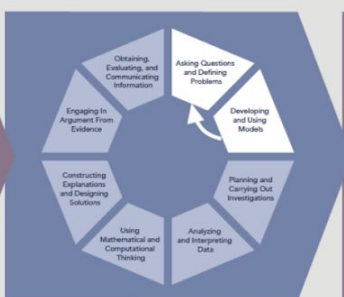 Asking Questions
and Defining
Problems
Developing
and Using
Models
Planning and
Carrying Out
Investigations
Analyzing
and Interpreting
Data
Using
Mathematical and
Computational
Thinking
Constructing
Explanations
and Designing
Solutions
Engaging In
Argument From
Evidence
Obtaining,
Evaluating, and
Communicating
Information